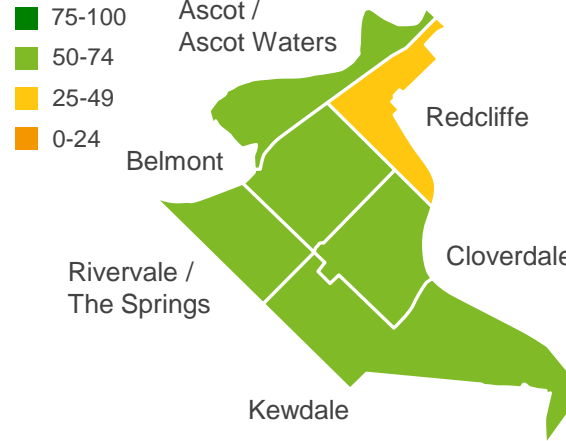 75-100
50-74
25-49
0-24
Ascot /
Ascot Waters
Redcliffe
Belmont
Cloverdale
Rivervale /
The Springs
Kewdale